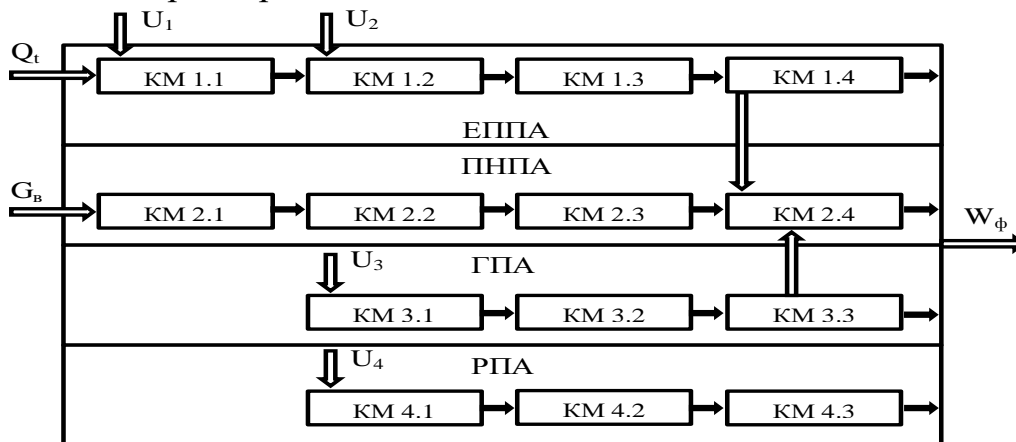 U₁ U₂
Qₜ
КМ 1.1 КМ 1.2 КМ 1.3 КМ 1.4
ЕППА
ПНПА
Gв
КМ 2.1 КМ 2.2 КМ 2.3 КМ 2.4
Wф
U₃ ГПА
КМ 3.1 КМ 3.2 КМ 3.3
U₄ РПА
КМ 4.1 КМ 4.2 КМ 4.3